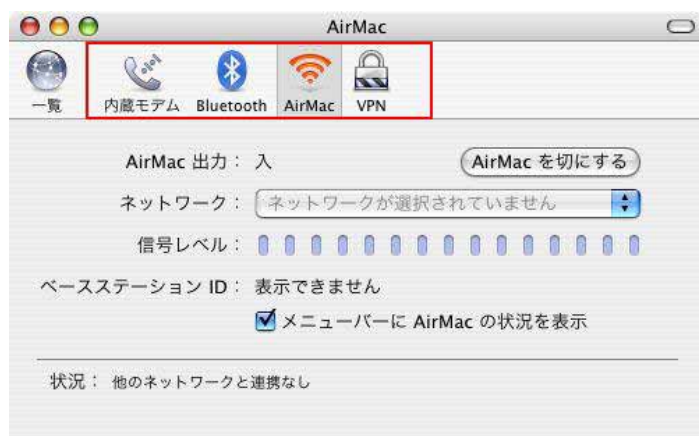 AirMac
一覧 内蔵モデム Bluetooth AirMac VPN
AirMac 出力： 入 AirMac を切にする
ネットワーク： ネットワークが選択されていません
信号レベル：
ベースステーション ID： 表示できません
メニューバーに AirMac の状況を表示
状況： 他のネットワークと連携なし